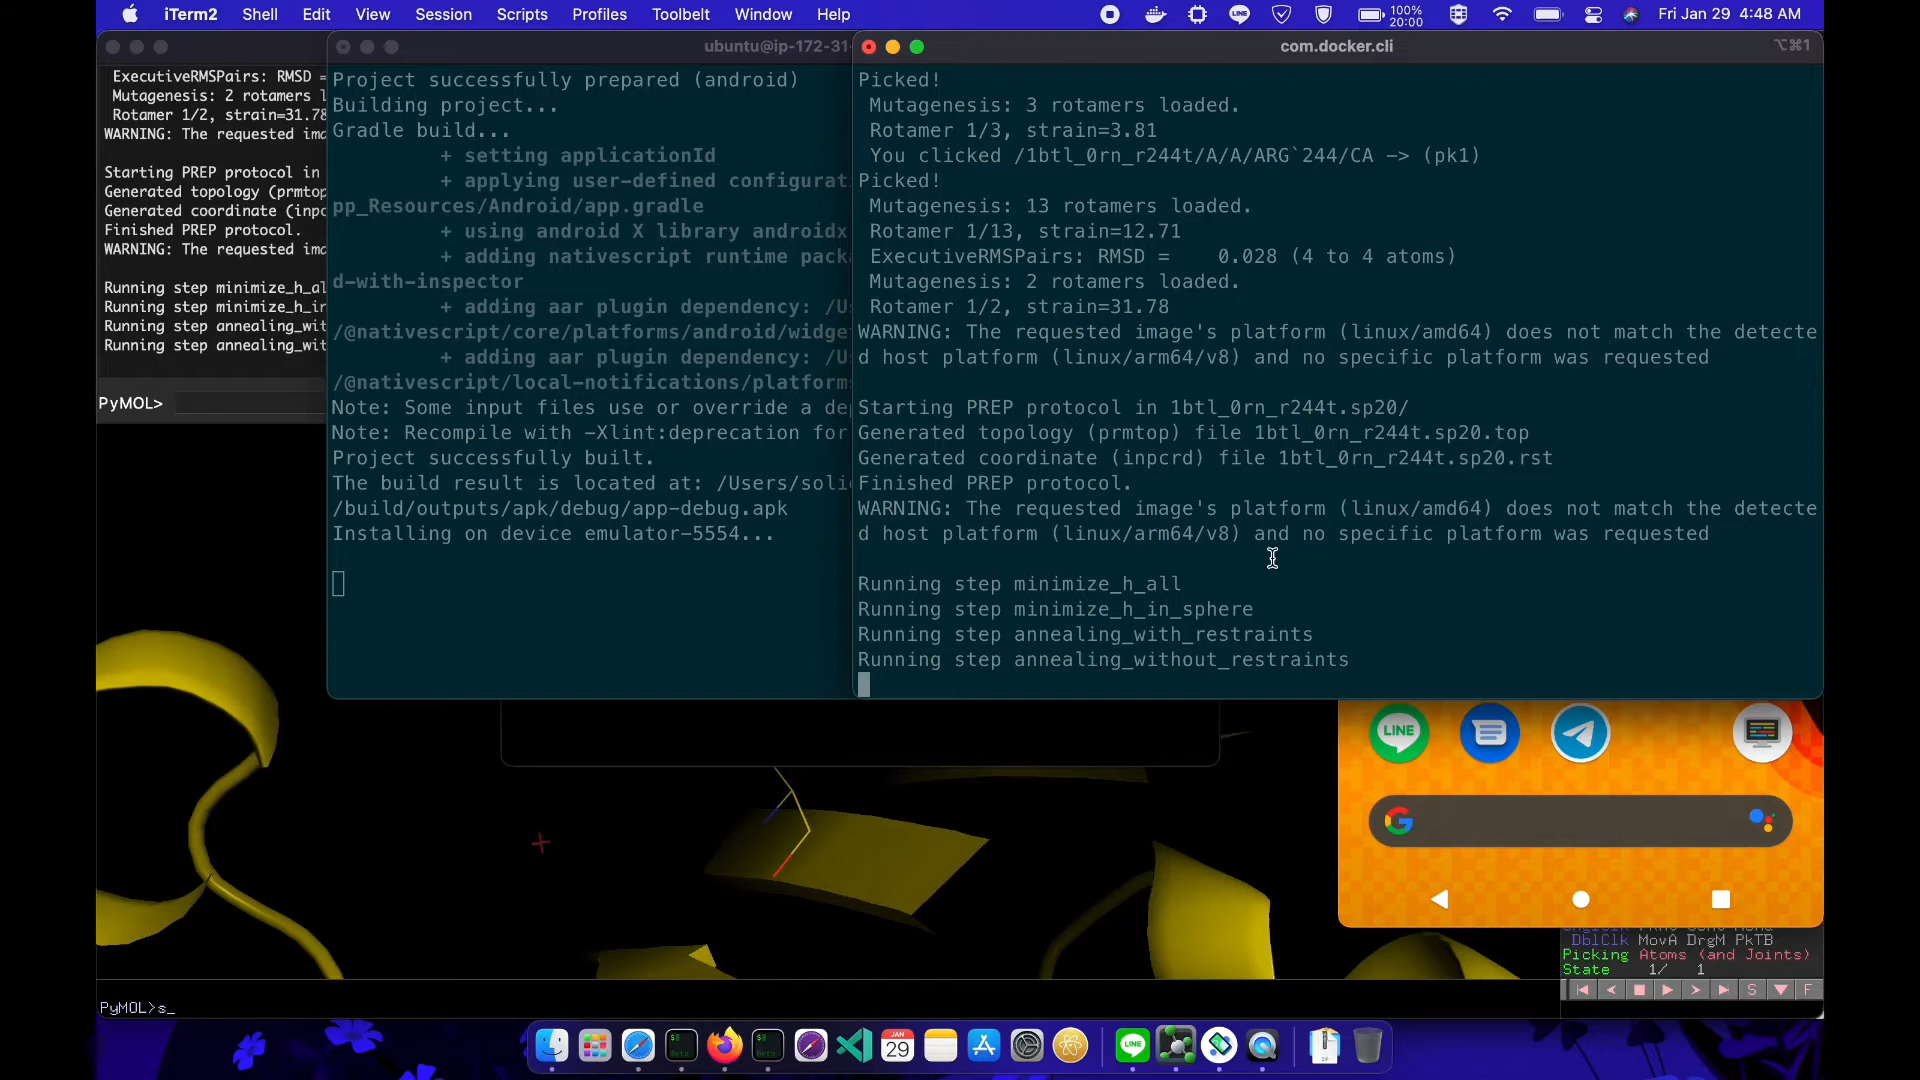 iTerm2 Shell Edit View Session Scripts Profiles Toolbelt Window Help
100%
20:00
Fri Jan 29 4:48 AM
ExecutiveRMSPairs: RMSD =
Mutagenesis: 2 rotamers l
Rotamer 1/2, strain=31.78
WARNING: The requested ima
Starting PREP protocol in
Generated topology (prmtop
Generated coordinate (inpc
Finished PREP protocol.
WARNING: The requested ima
Running step minimize_h_al
Running step minimize_h_in
Running step annealing_wit
Running step annealing_wit
PyMOL>
ubuntu@ip-172-31-
Project successfully prepared (android)
Building project...
Gradle build...
+ setting applicationId
+ applying user-defined configurat
pp_Resources/Android/app.gradle
+ using android X library androidx
+ adding nativescript runtime pack
d-with-inspector
+ adding aar plugin dependency: /U
/@nativescript/core/platforms/android/widge
+ adding aar plugin dependency: /U
/@nativescript/local-notifications/platform
Note: Some input files use or override a de
Note: Recompile with -Xlint:deprecation for
Project successfully built.
The build result is located at: /Users/soli
/build/outputs/apk/debug/app-debug.apk
Installing on device emulator-5554...
com.docker.cli
⌥⌘1
Picked!
Mutagenesis: 3 rotamers loaded.
Rotamer 1/3, strain=3.81
You clicked /1btl_0rn_r244t/A/A/ARG`244/CA -> (pk1)
Picked!
Mutagenesis: 13 rotamers loaded.
Rotamer 1/13, strain=12.71
ExecutiveRMSPairs: RMSD =    0.028 (4 to 4 atoms)
Mutagenesis: 2 rotamers loaded.
Rotamer 1/2, strain=31.78
WARNING: The requested image's platform (linux/amd64) does not match the detecte
d host platform (linux/arm64/v8) and no specific platform was requested
Starting PREP protocol in 1btl_0rn_r244t.sp20/
Generated topology (prmtop) file 1btl_0rn_r244t.sp20.top
Generated coordinate (inpcrd) file 1btl_0rn_r244t.sp20.rst
Finished PREP protocol.
WARNING: The requested image's platform (linux/amd64) does not match the detecte
d host platform (linux/arm64/v8) and no specific platform was requested
Running step minimize_h_all
Running step minimize_h_in_sphere
Running step annealing_with_restraints
Running step annealing_without_restraints
LINE
G
DblClk MovA DrgM PkTB
Picking Atoms (and Joints)
State 1/ 1
S F
PyMOL>s_
JAN
29
ZIP